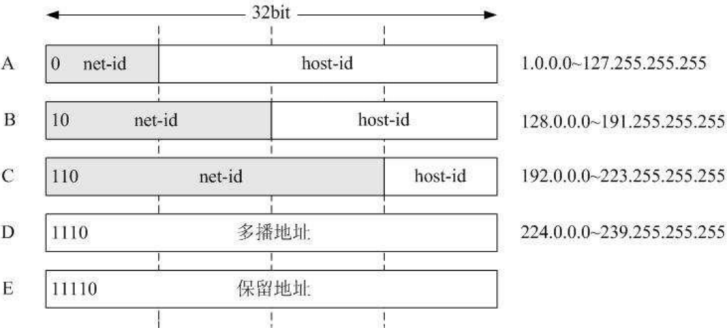 32bit
A 0 net-id host-id 1.0.0.0~127.255.255.255
B 10 net-id host-id 128.0.0.0~191.255.255.255
C 110 net-id host-id 192.0.0.0~223.255.255.255
D 1110 多播地址 224.0.0.0~239.255.255.255
E 11110 保留地址